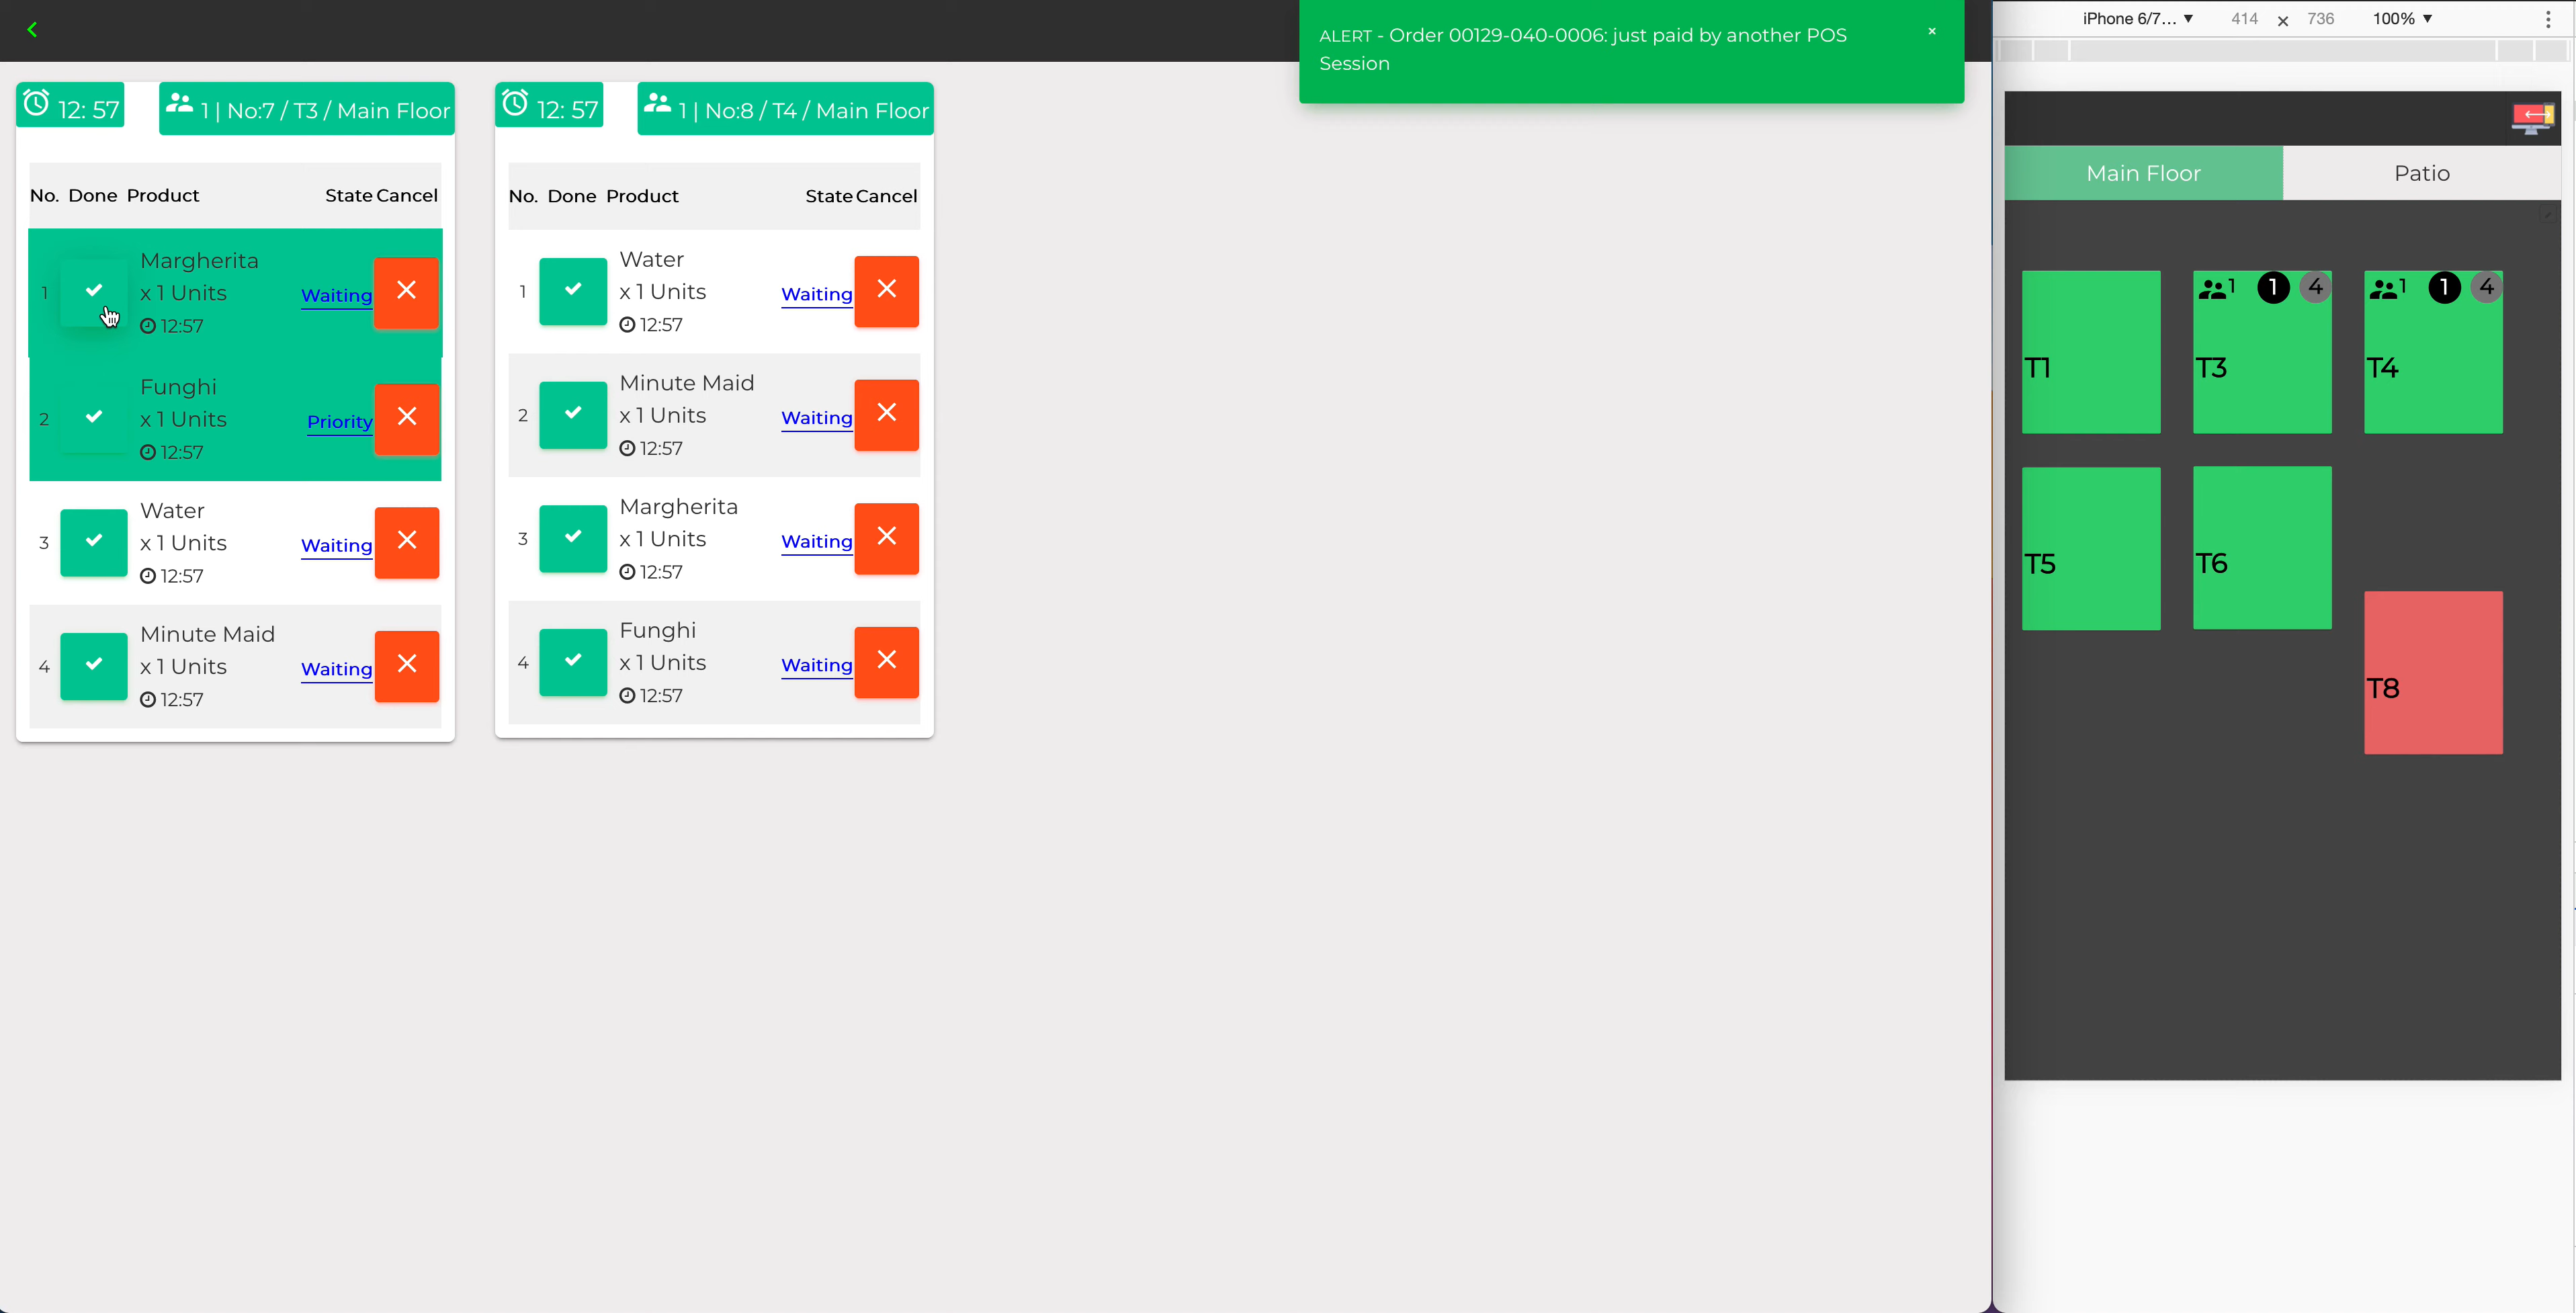 ALERT - Order 00129-040-0006: just paid by another POS
Session
×
12: 57
1 | No:7 / T3 / Main Floor
No. Done Product State Cancel
1 Margherita
x 1 Units Waiting
12:57
2 Funghi
x 1 Units Priority
12:57
3 Water
x 1 Units Waiting
12:57
4 Minute Maid
x 1 Units Waiting
12:57
12: 57
1 | No:8 / T4 / Main Floor
No. Done Product State Cancel
1 Water
x 1 Units Waiting
12:57
2 Minute Maid
x 1 Units Waiting
12:57
3 Margherita
x 1 Units Waiting
12:57
4 Funghi
x 1 Units Waiting
12:57
iPhone 6/7... ▼ 414 × 736 100% ▼
Main Floor Patio
T1
1 1 4
T3
1 1 4
T4
T5
T6
T8